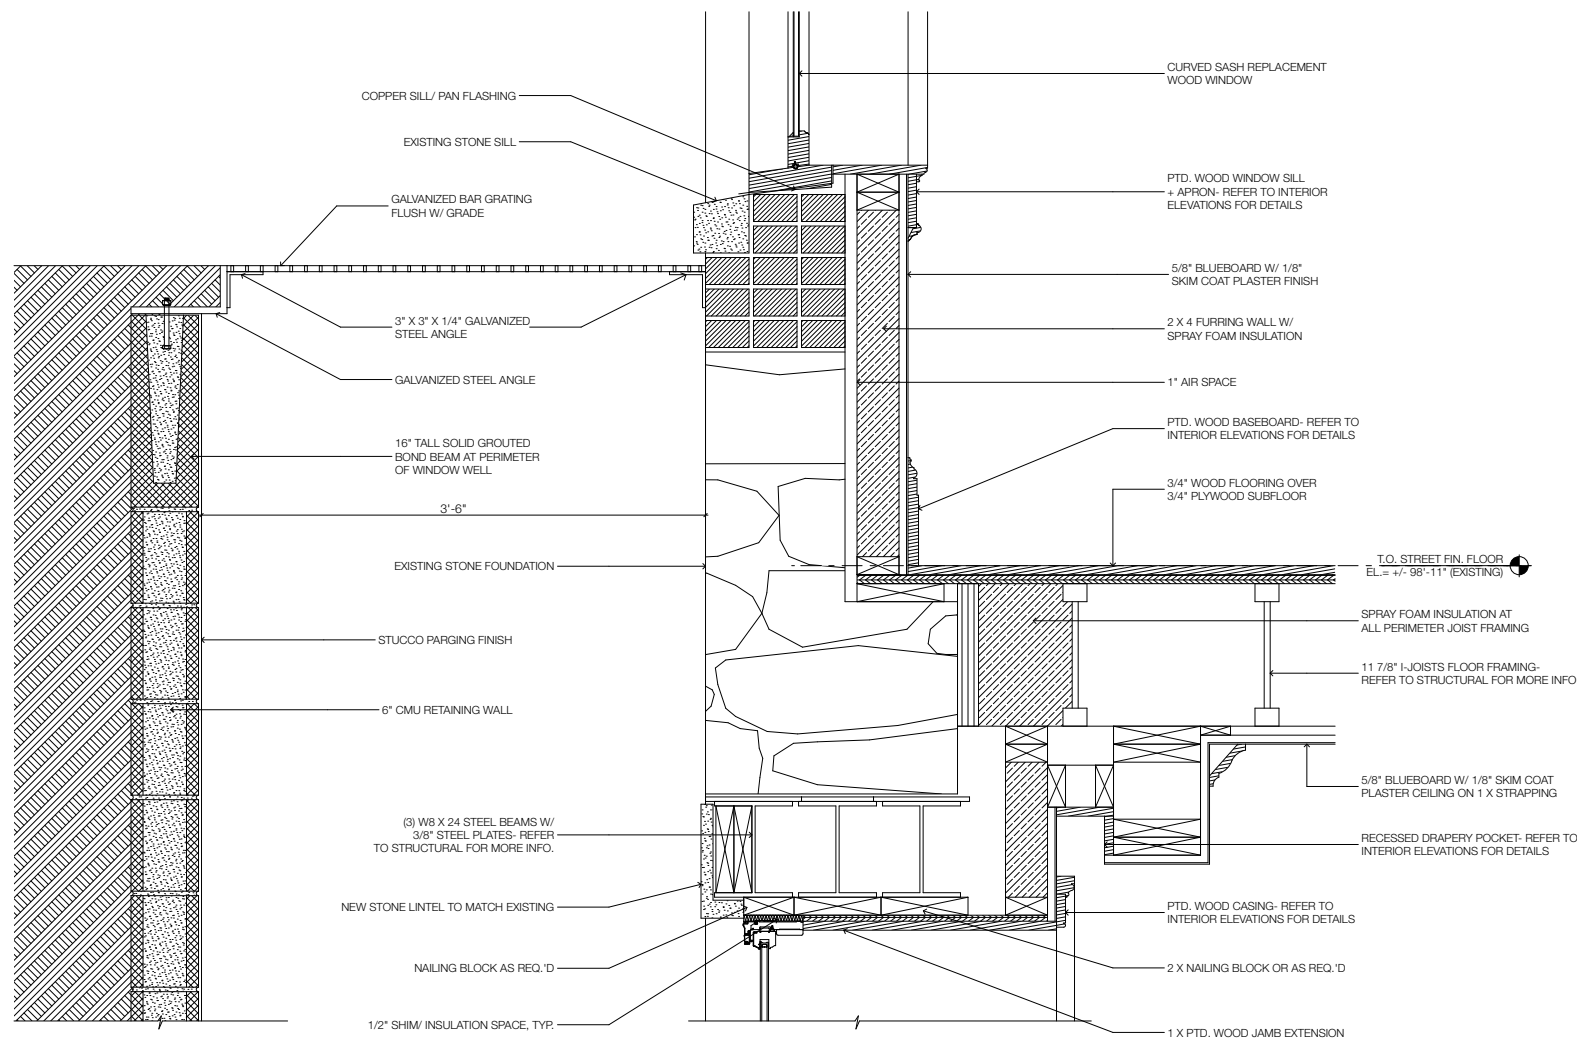 CURVED SASH REPLACEMENT
WOOD WINDOW
COPPER SILL/ PAN FLASHING
EXISTING STONE SILL
PTD. WOOD WINDOW SILL
+ APRON- REFER TO INTERIOR
ELEVATIONS FOR DETAILS
GALVANIZED BAR GRATING
FLUSH W/ GRADE
5/8" BLUEBOARD W/ 1/8"
SKIM COAT PLASTER FINISH
3" X 3" X 1/4" GALVANIZED
STEEL ANGLE
2 X 4 FURRING WALL W/
SPRAY FOAM INSULATION
GALVANIZED STEEL ANGLE
1" AIR SPACE
16" TALL SOLID GROUTED
BOND BEAM AT PERIMETER
OF WINDOW WELL
PTD. WOOD BASEBOARD- REFER TO
INTERIOR ELEVATIONS FOR DETAILS
3/4" WOOD FLOORING OVER
3/4" PLYWOOD SUBFLOOR
3'-6"
EXISTING STONE FOUNDATION
T.O. STREET FIN. FLOOR
EL.= +/- 98'-11" (EXISTING)
SPRAY FOAM INSULATION AT
ALL PERIMETER JOIST FRAMING
STUCCO PARGING FINISH
11 7/8" I-JOISTS FLOOR FRAMING-
REFER TO STRUCTURAL FOR MORE INFO
6" CMU RETAINING WALL
5/8" BLUEBOARD W/ 1/8" SKIM COAT
PLASTER CEILING ON 1 X STRAPPING
(3) W8 X 24 STEEL BEAMS W/
3/8" STEEL PLATES- REFER
TO STRUCTURAL FOR MORE INFO.
RECESSED DRAPERY POCKET- REFER TO
INTERIOR ELEVATIONS FOR DETAILS
NEW STONE LINTEL TO MATCH EXISTING
PTD. WOOD CASING- REFER TO
INTERIOR ELEVATIONS FOR DETAILS
NAILING BLOCK AS REQ.'D
2 X NAILING BLOCK OR AS REQ.'D
1/2" SHIM/ INSULATION SPACE, TYP.
1 X PTD. WOOD JAMB EXTENSION